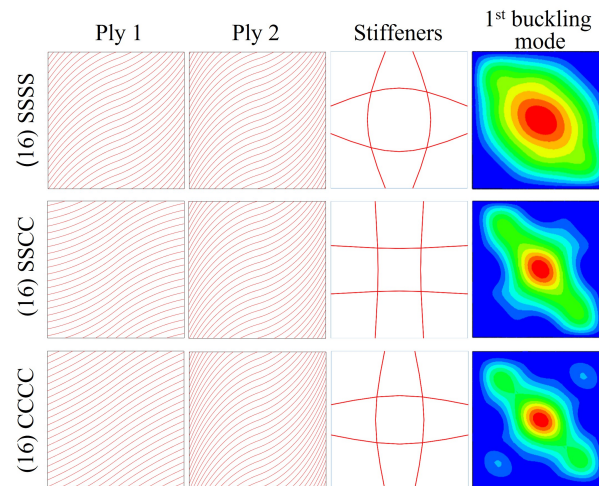 Ply 1
Ply 2
Stiffeners
1st buckling
mode
(16) SSSS
(16) SSCC
(16) CCCC